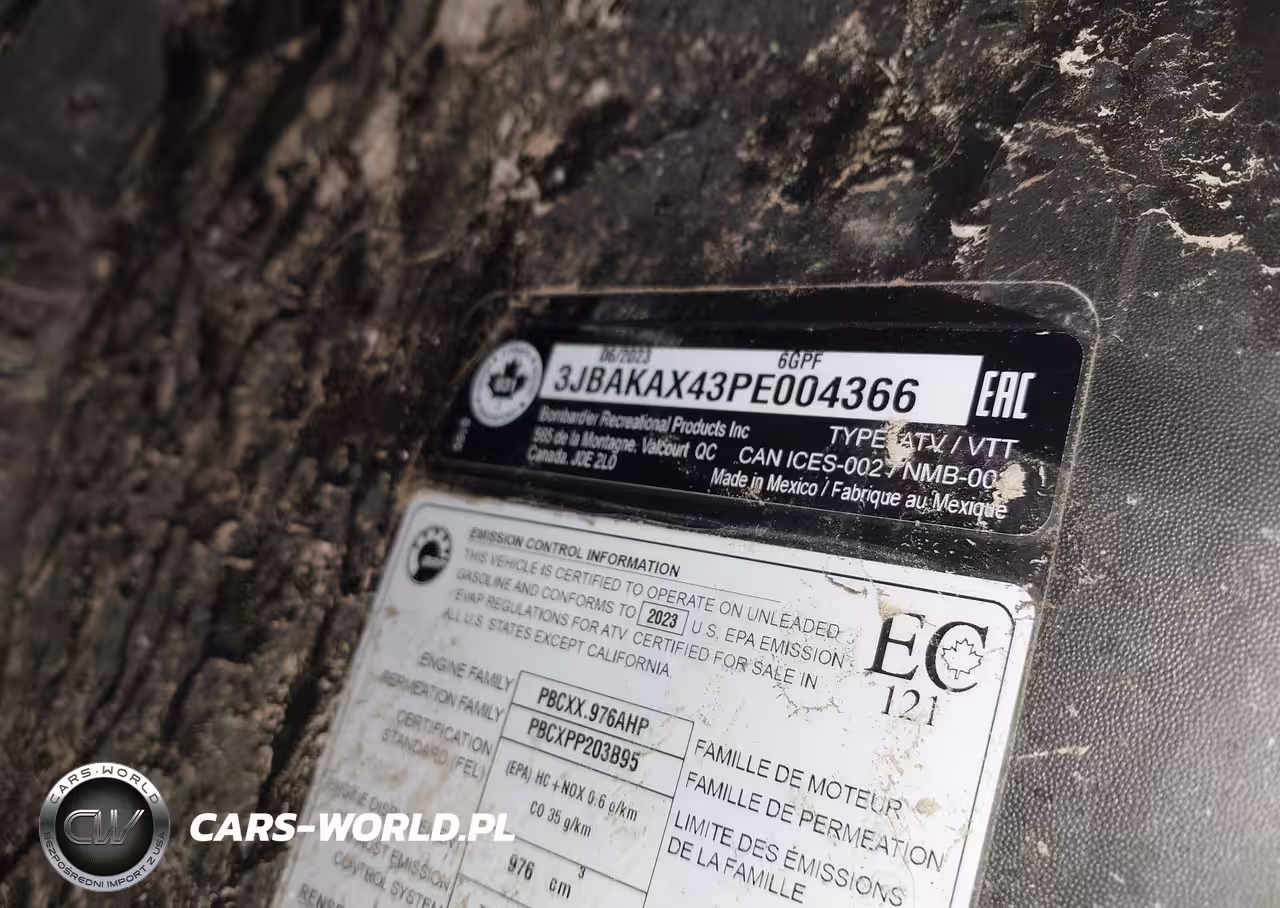 06/2023 6GPF
3JBAKAX43PE004366
EAC
Bombardier Recreational Products Inc
565 de la Montagne, Valcourt QC
Canada, J0E 2L0
TYPE: ATV / VTT
CAN ICES-002 / NMB-00
Made in Mexico / Fabriqué au Mexique
EMISSION CONTROL INFORMATION
THIS VEHICLE IS CERTIFIED TO OPERATE ON UNLEADED
GASOLINE AND CONFORMS TO 2023 U.S. EPA EMISSION
EVAP REGULATIONS FOR ATV CERTIFIED FOR SALE IN
ALL U.S. STATES EXCEPT CALIFORNIA
EC
121
ENGINE FAMILY PBCXX.976AHP FAMILLE DE MOTEUR
PERMEATION FAMILY PBCXPP203B95 FAMILLE DE PERMEATION
CERTIFICATION (EPA) HC + NOX 0.6 g/km LIMITE DES ÉMISSIONS
STANDARD (FEL) CO 35 g/km DE LA FAMILLE
976 cm3
CONTROL SYSTEM
CARS-WORLD
CW
BEZPOŚREDNI IMPORT Z USA
CARS-WORLD.PL